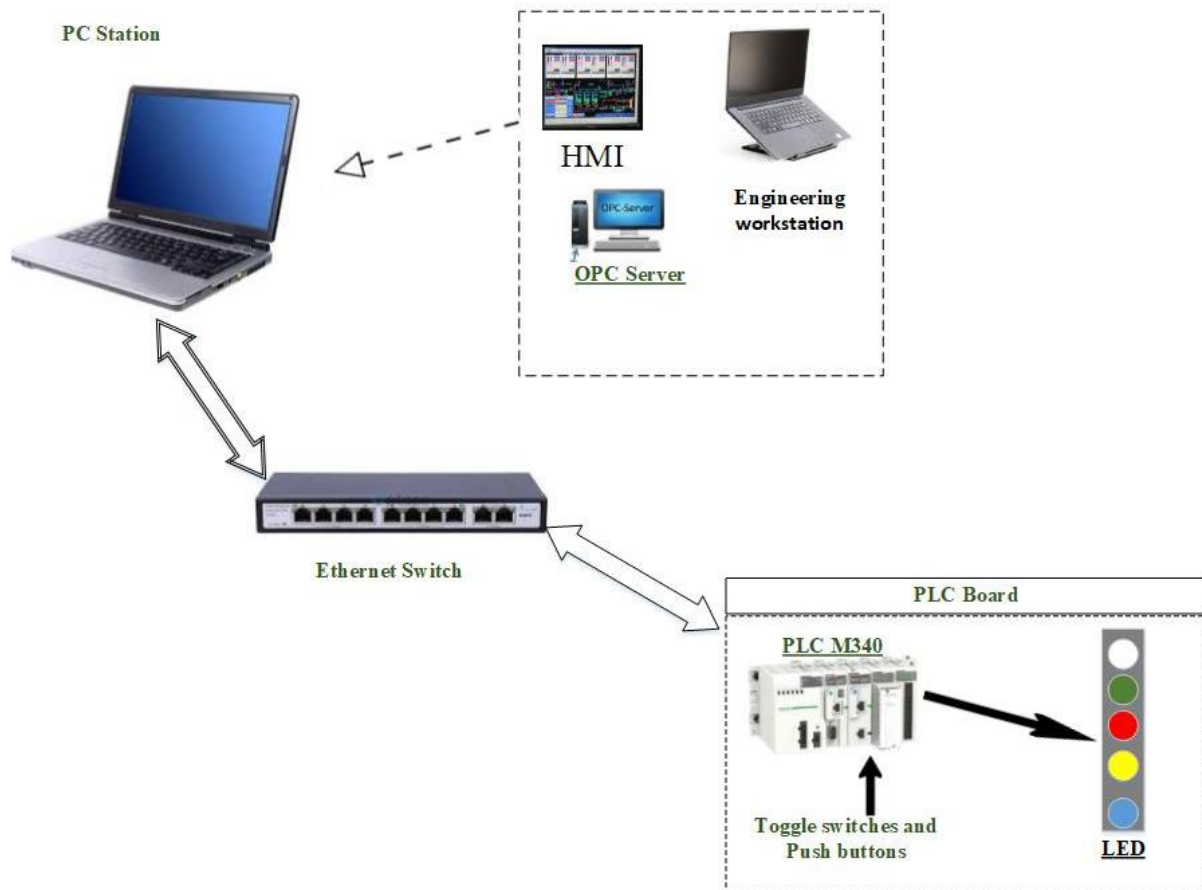 PC Station
HMI
Engineering
workstation
OPC-Server
OPC Server
Ethernet Switch
PLC Board
PLC M340
Toggle switches and
Push buttons
LED